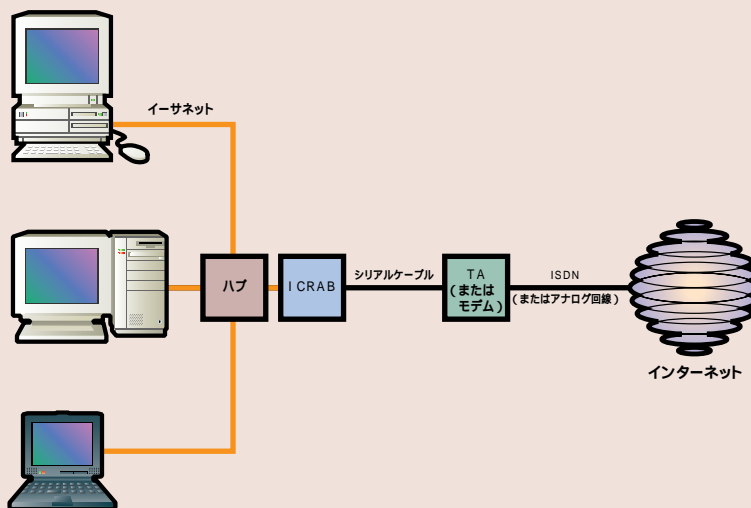 イーサネット
ハブ
ICRAB
シリアルケーブル
TA
(または
モデム)
ISDN
(またはアナログ回線)
インターネット